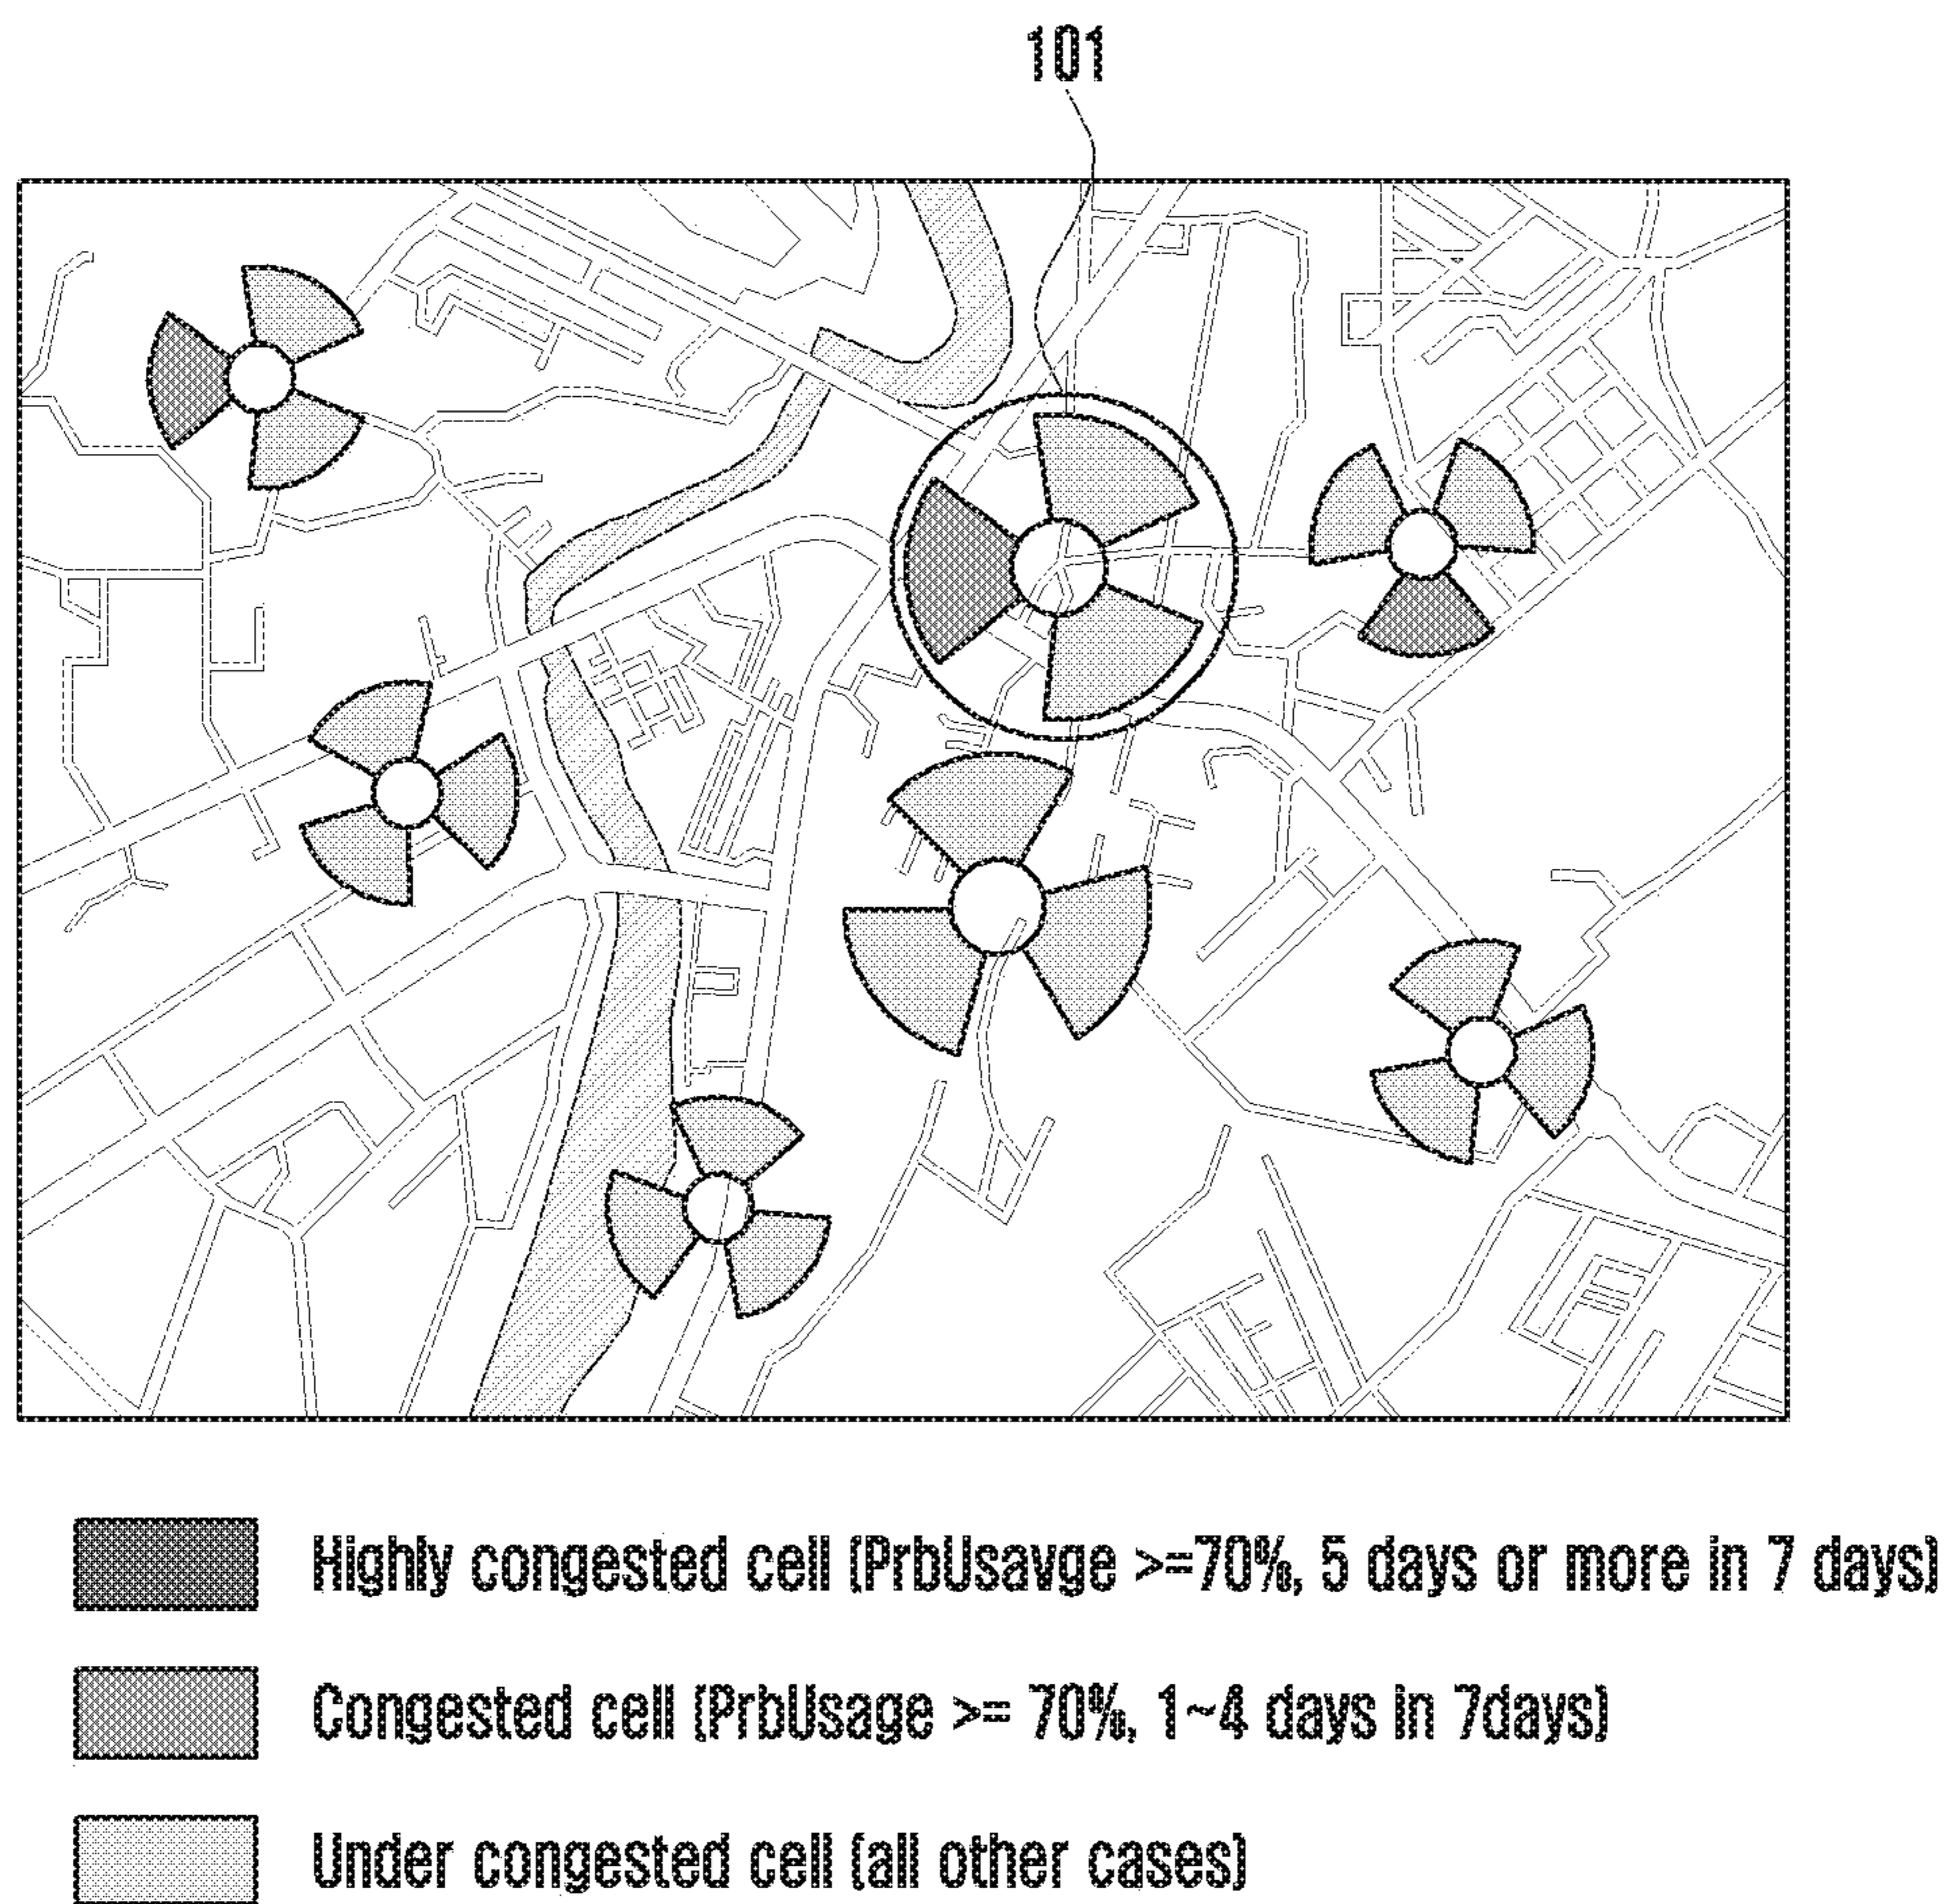 101
Highly congested cell (PrbUsavge >=70%, 5 days or more in 7 days)
Congested cell (PrbUsage >= 70%, 1~4 days in 7days)
Under congested cell (all other cases)